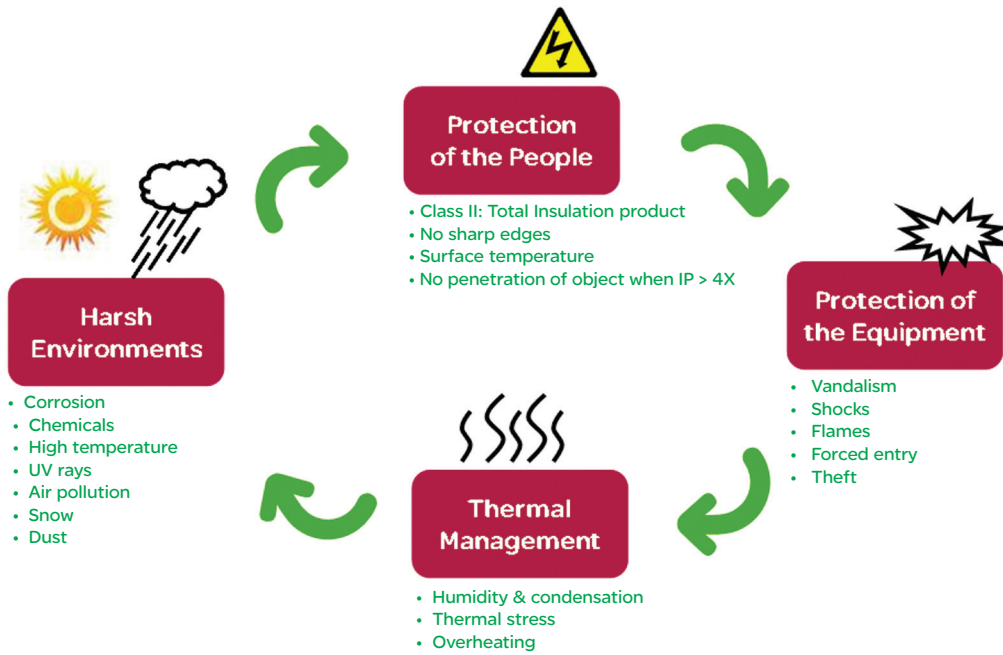 Protection
of the People
• Class II: Total Insulation product
• No sharp edges
• Surface temperature
• No penetration of object when IP > 4X
Protection of
the Equipment
• Vandalism
• Shocks
• Flames
• Forced entry
• Theft
Thermal
Management
• Humidity & condensation
• Thermal stress
• Overheating
Harsh
Environments
• Corrosion
• Chemicals
• High temperature
• UV rays
• Air pollution
• Snow
• Dust